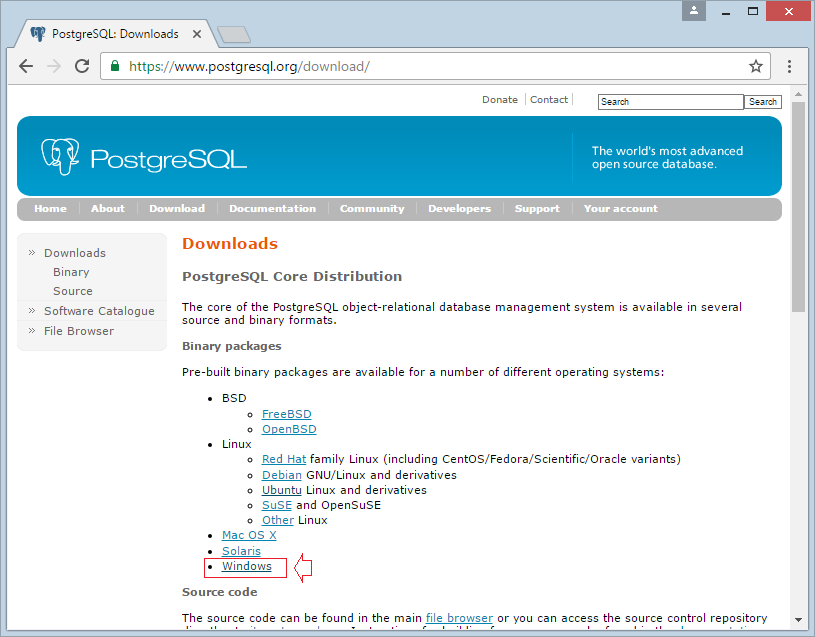 PostgreSQL: Downloads
https://www.postgresql.org/download/
Donate Contact Search Search
PostgreSQL
The world's most advanced
open source database.
Home About Download Documentation Community Developers Support Your account
» Downloads
Binary
Source
» Software Catalogue
» File Browser
Downloads
PostgreSQL Core Distribution
The core of the PostgreSQL object-relational database management system is available in several
source and binary formats.
Binary packages
Pre-built binary packages are available for a number of different operating systems:
BSD
FreeBSD
OpenBSD
Linux
Red Hat family Linux (including CentOS/Fedora/Scientific/Oracle variants)
Debian GNU/Linux and derivatives
Ubuntu Linux and derivatives
SuSE and OpenSuSE
Other Linux
Mac OS X
Solaris
Windows
Source code
The source code can be found in the main file browser or you can access the source control repository